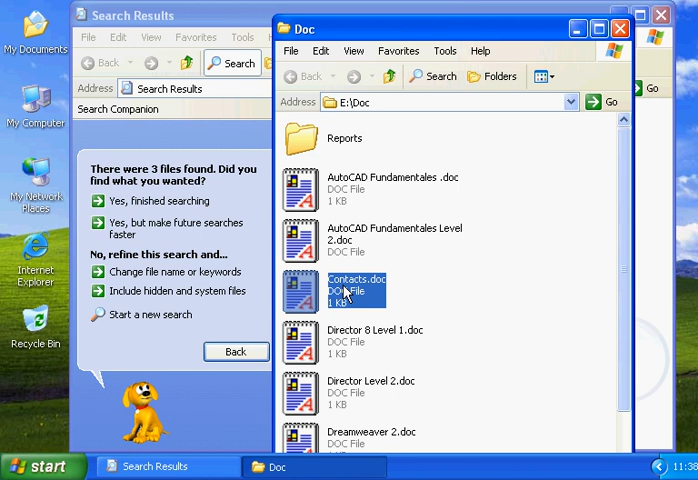 My Documents
My Computer
My Network
Places
Internet
Explorer
Recycle Bin
Search Results
File Edit View Favorites Tools
Back Search
Address Search Results
Go
Search Companion
There were 3 files found. Did you
find what you wanted?
Yes, finished searching
Yes, but make future searches
faster
No, refine this search and...
Change file name or keywords
Include hidden and system files
Start a new search
Back
Doc
File Edit View Favorites Tools Help
Back Search Folders
Address E:\Doc Go
Reports
AutoCAD Fundamentales .doc
DOC File
1 KB
AutoCAD Fundamentales Level
2.doc
DOC File
Contacts.doc
DOC File
1 KB
Director 8 Level 1.doc
DOC File
1 KB
Director Level 2.doc
DOC File
1 KB
Dreamweaver 2.doc
DOC File
start Search Results Doc 11:38